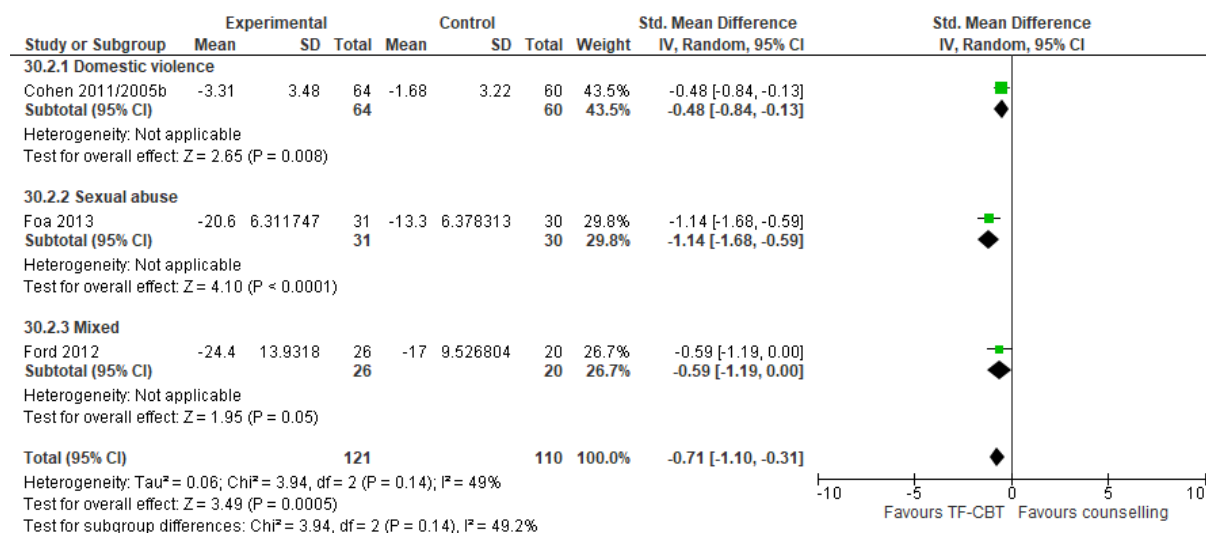 Experimental Control Std. Mean Difference Std. Mean Difference
Study or Subgroup Mean SD Total Mean SD Total Weight IV, Random, 95% CI IV, Random, 95% CI
30.2.1 Domestic violence
Cohen 2011/2005b -3.31 3.48 64 -1.68 3.22 60 43.5% -0.48 [-0.84, -0.13]
Subtotal (95% CI) 64 60 43.5% -0.48 [-0.84, -0.13]
Heterogeneity: Not applicable
Test for overall effect: Z = 2.65 (P = 0.008)
30.2.2 Sexual abuse
Foa 2013 -20.6 6.311747 31 -13.3 6.378313 30 29.8% -1.14 [-1.68, -0.59]
Subtotal (95% CI) 31 30 29.8% -1.14 [-1.68, -0.59]
Heterogeneity: Not applicable
Test for overall effect: Z = 4.10 (P < 0.0001)
30.2.3 Mixed
Ford 2012 -24.4 13.9318 26 -17 9.526804 20 26.7% -0.59 [-1.19, 0.00]
Subtotal (95% CI) 26 20 26.7% -0.59 [-1.19, 0.00]
Heterogeneity: Not applicable
Test for overall effect: Z = 1.95 (P = 0.05)
Total (95% CI) 121 110 100.0% -0.71 [-1.10, -0.31]
Heterogeneity: Tau² = 0.06; Chi² = 3.94, df = 2 (P = 0.14); I² = 49%
Test for overall effect: Z = 3.49 (P = 0.0005)
Test for subgroup differences: Chi² = 3.94, df = 2 (P = 0.14), I² = 49.2%
-10 -5 0 5 10
Favours TF-CBT Favours counselling